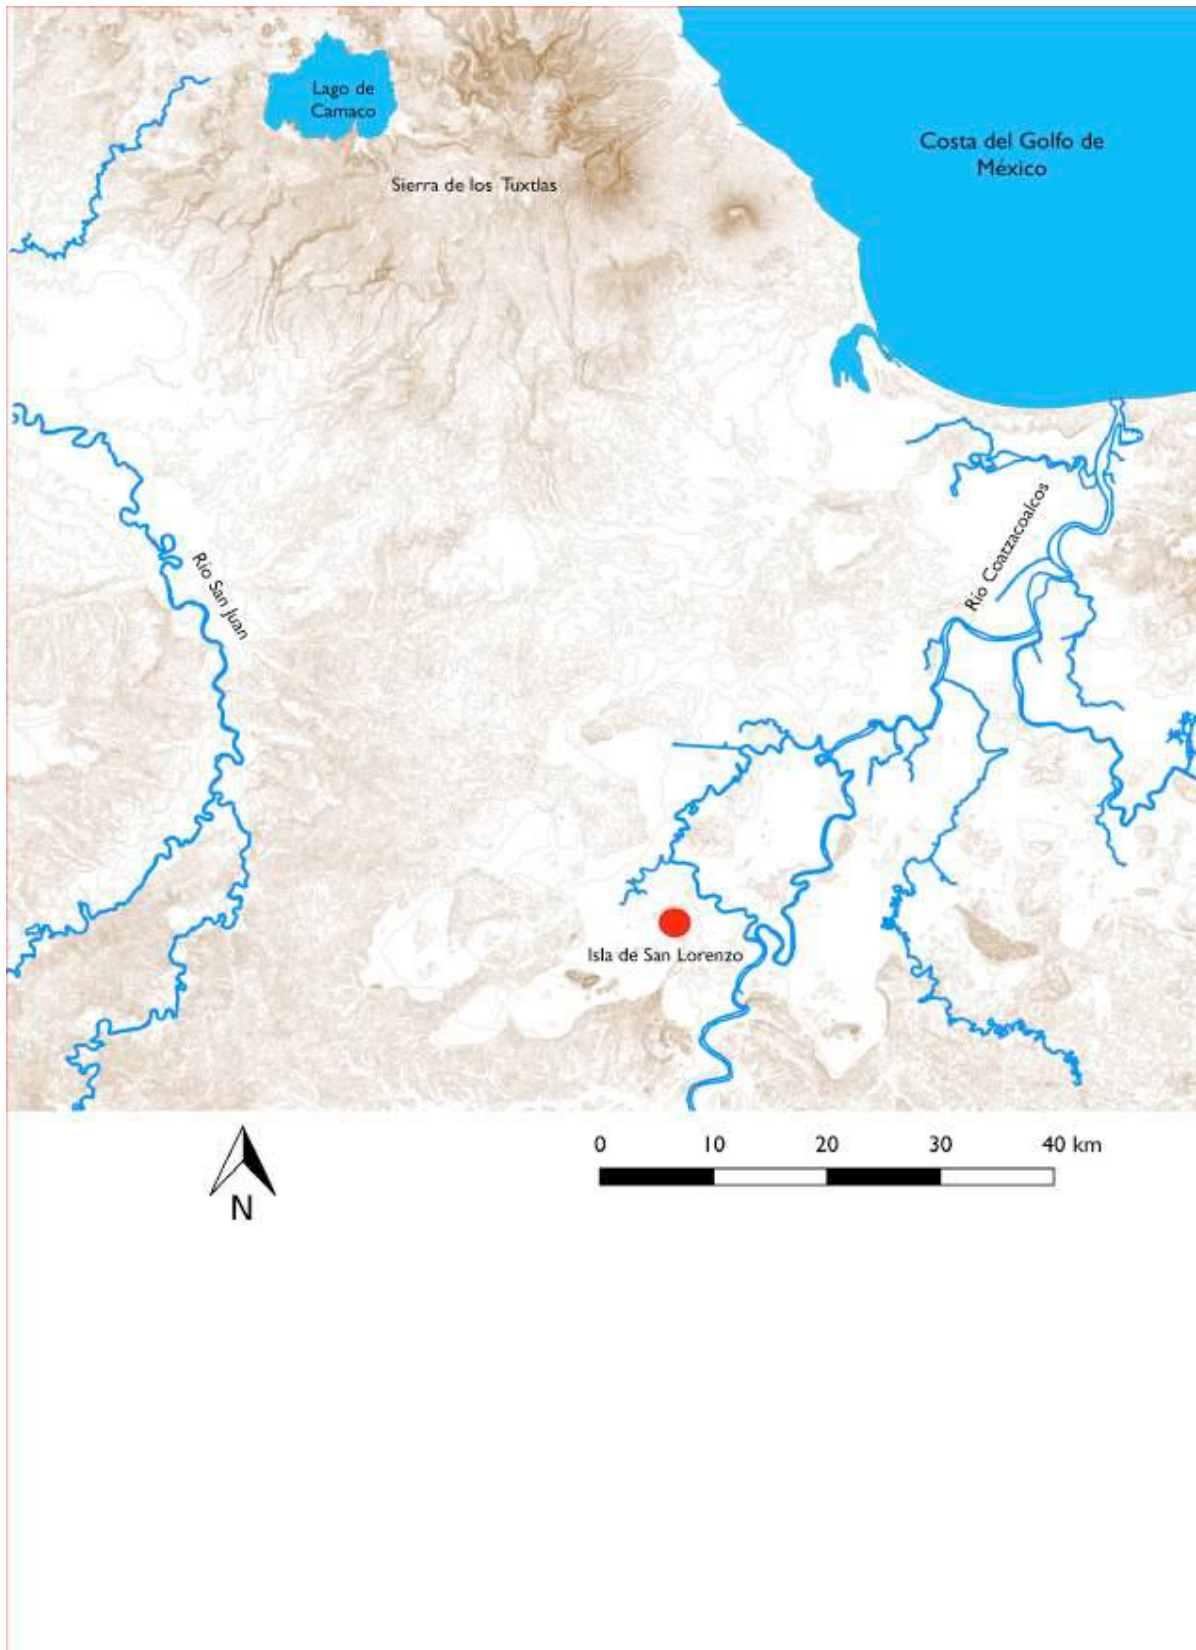 Lago de
Camaco
Costa del Golfo de
México
Sierra de los Tuxtlas
Río Coatzacoalcos
Río San Juan
Isla de San Lorenzo
0 10 20 30 40 km
N